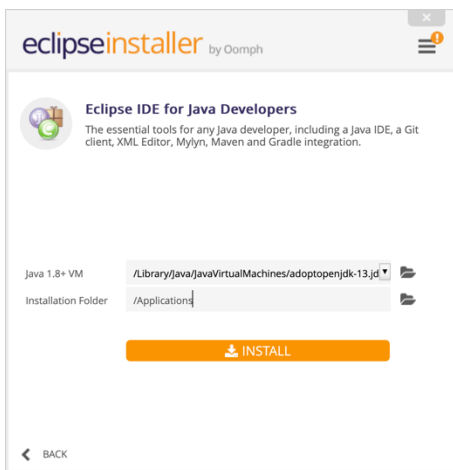 eclipseinstaller by Oomph
Eclipse IDE for Java Developers
The essential tools for any Java developer, including a Java IDE, a Git
client, XML Editor, Mylyn, Maven and Gradle integration.
Java 1.8+ VM
/Library/Java/JavaVirtualMachines/adoptopenjdk-13.jd
Installation Folder
/Applications
INSTALL
BACK